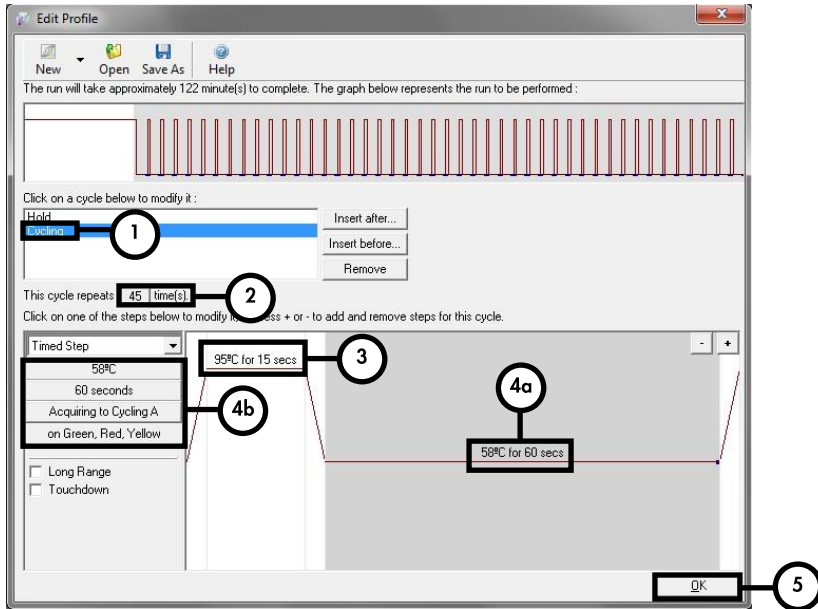 Edit Profile
New Open Save As Help
The run will take approximately 122 minute(s) to complete. The graph below represents the run to be performed :
Click on a cycle below to modify it :
Hold
Cycling
1
Insert after...
Insert before...
Remove
This cycle repeats 45 time(s).
2
Click on one of the steps below to modify it, press + or - to add and remove steps for this cycle.
Timed Step
- +
95ºC for 15 secs
3
58ºC
60 seconds
Acquiring to Cycling A
on Green, Red, Yellow
4b
4a
58ºC for 60 secs
Long Range
Touchdown
OK
5